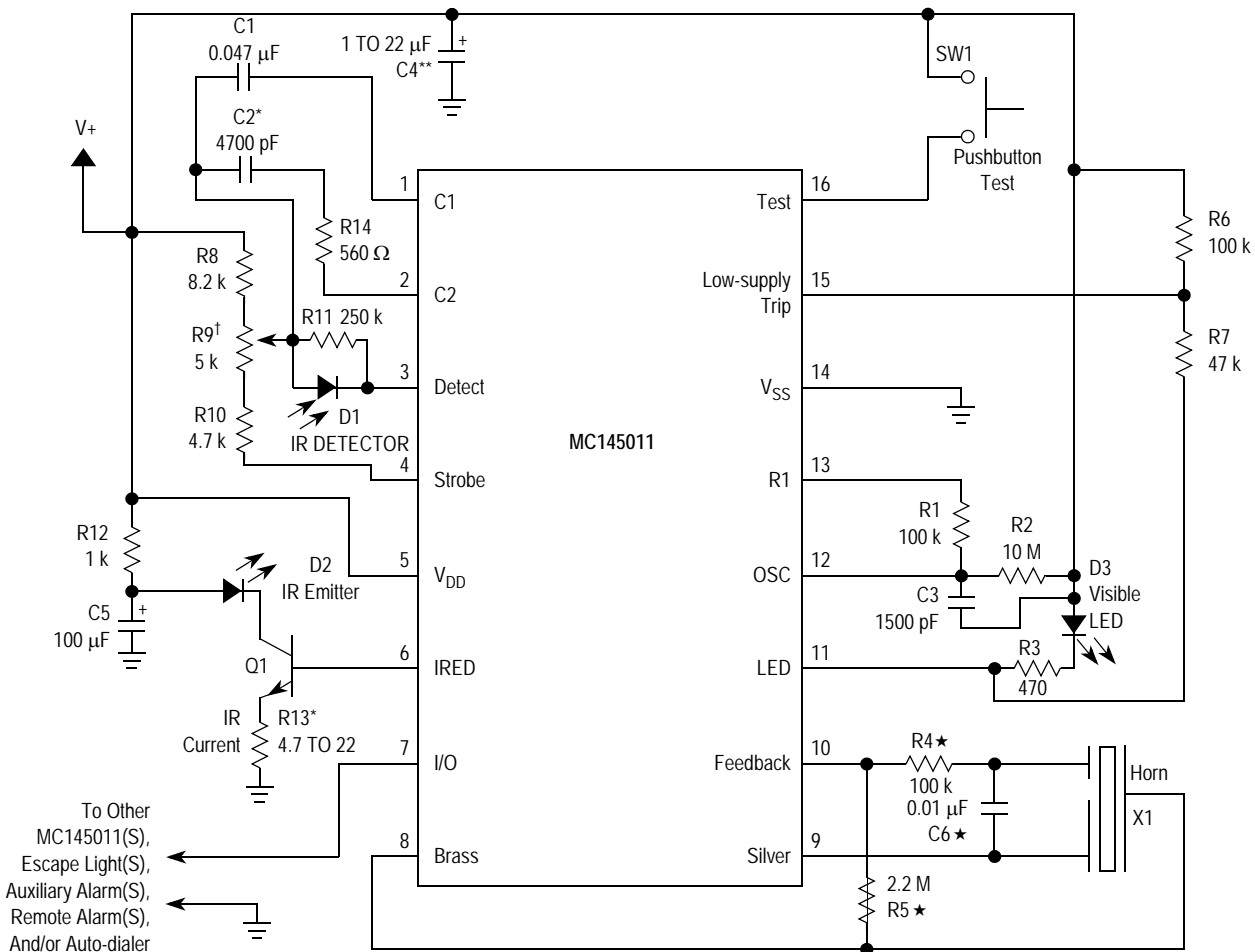 C1
0.047 μF
1 TO 22 μF
+
C4**
SW1
C2*
4700 pF
V+
Pushbutton
Test
1
C1
16
Test
R14
560 Ω
R6
100 k
R8
8.2 k
2
C2
Low-supply
Trip
15
R11 250 k
R9†
5 k
R7
47 k
3
Detect
14
VSS
D1
IR DETECTOR
R10
4.7 k
MC145011
4
Strobe
13
R1
R1
100 k
R2
10 M
R12
1 k
D2
IR Emitter
5
VDD
12
OSC
D3
Visible
LED
C3
1500 pF
C5
+
100 μF
Q1
6
IRED
11
LED
R3
470
IR
Current
R13*
4.7 TO 22
7
I/O
10
Feedback
R4★
100 k
0.01 μF
C6★
Horn
X1
To Other
MC145011(S),
Escape Light(S),
Auxiliary Alarm(S),
Remote Alarm(S),
And/or Auto-dialer
8
Brass
9
Silver
2.2 M
R5★